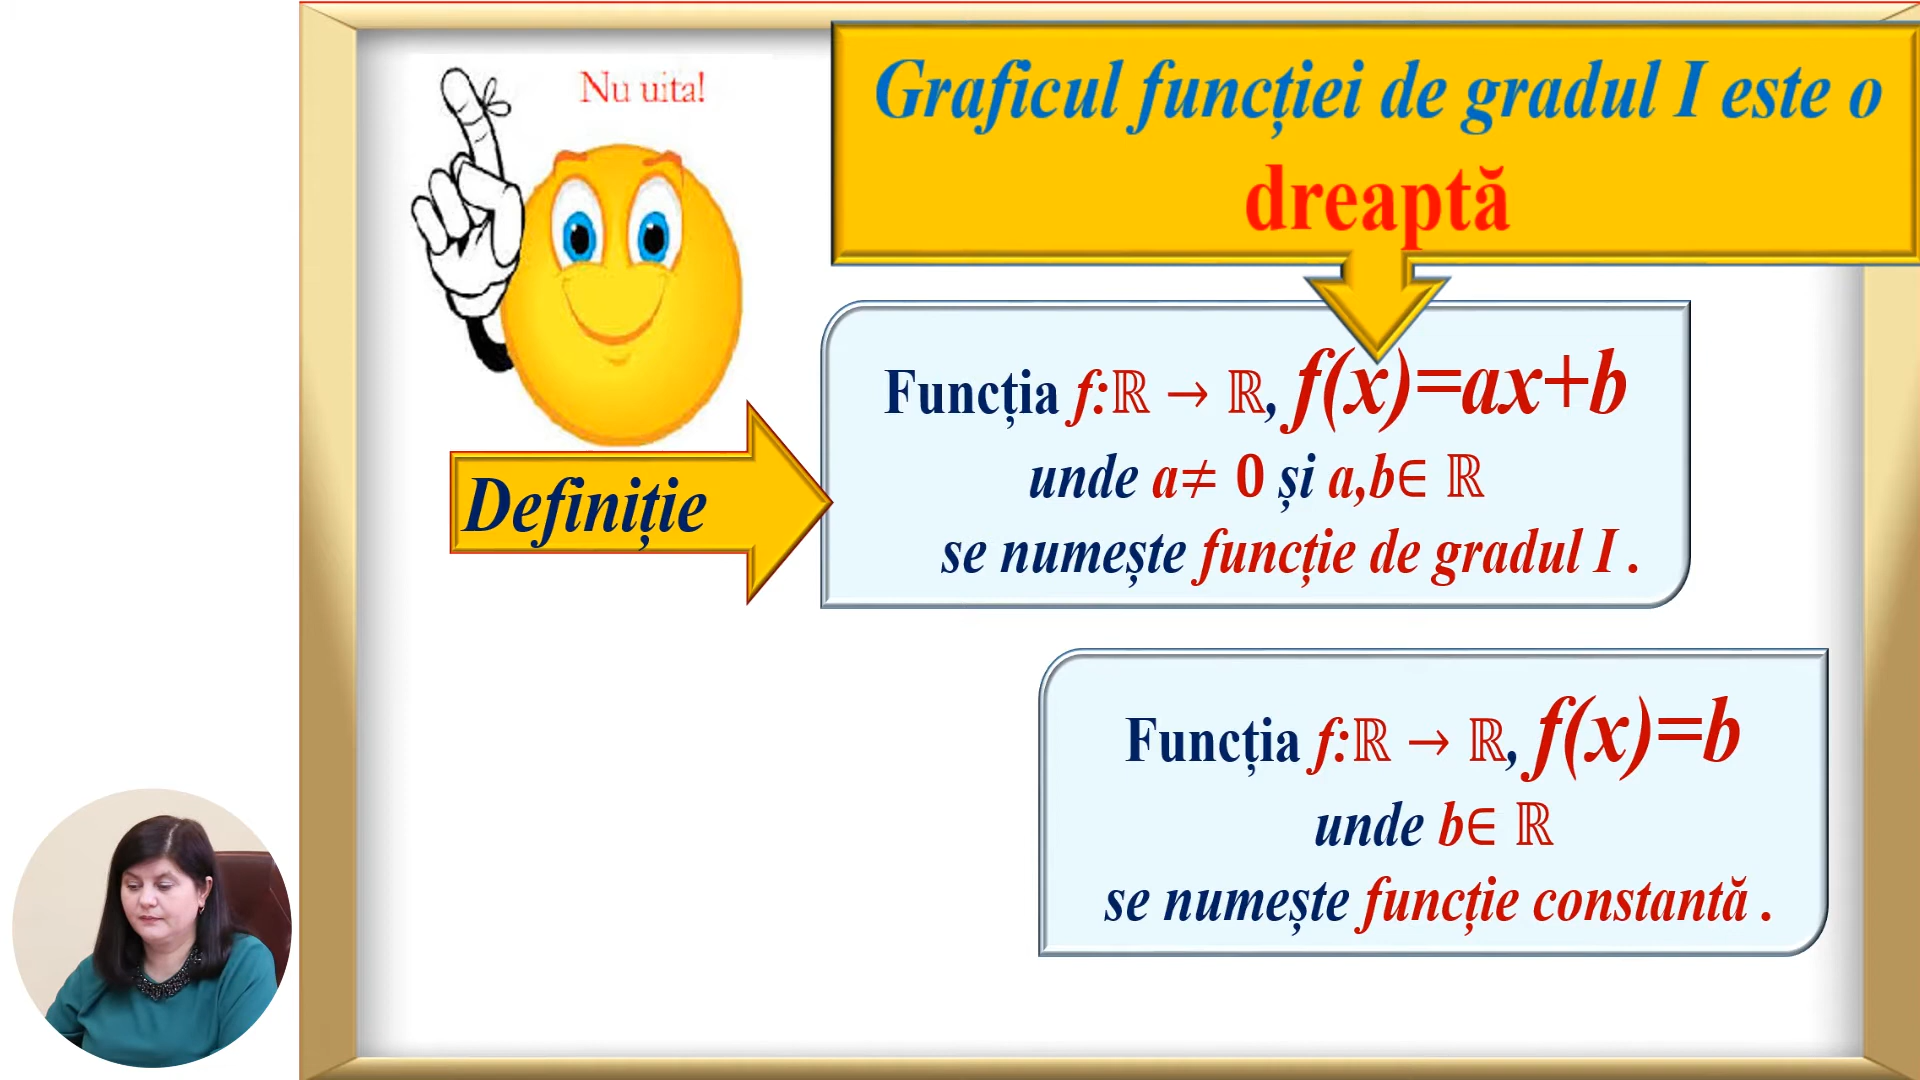 Nu uita!
Graficul funcției de gradul I este o
dreaptă
Funcția f:ℝ → ℝ, f(x)=ax+b
unde a≠ 0 și a,b∈ ℝ
se numește funcție de gradul I .
Definiție
Funcția f:ℝ → ℝ, f(x)=b
unde b∈ ℝ
se numește funcție constantă .